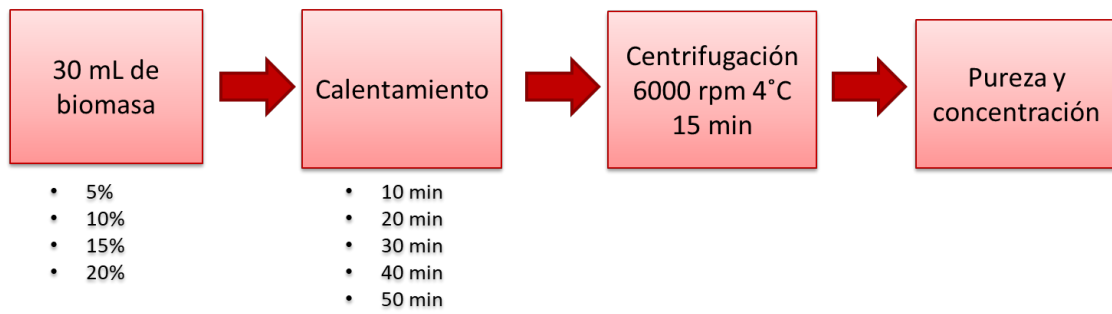 30 mL de
biomasa
Calentamiento
Centrifugación
6000 rpm 4˚C
15 min
Pureza y
concentración
• 5%
• 10%
• 15%
• 20%
• 10 min
• 20 min
• 30 min
• 40 min
• 50 min